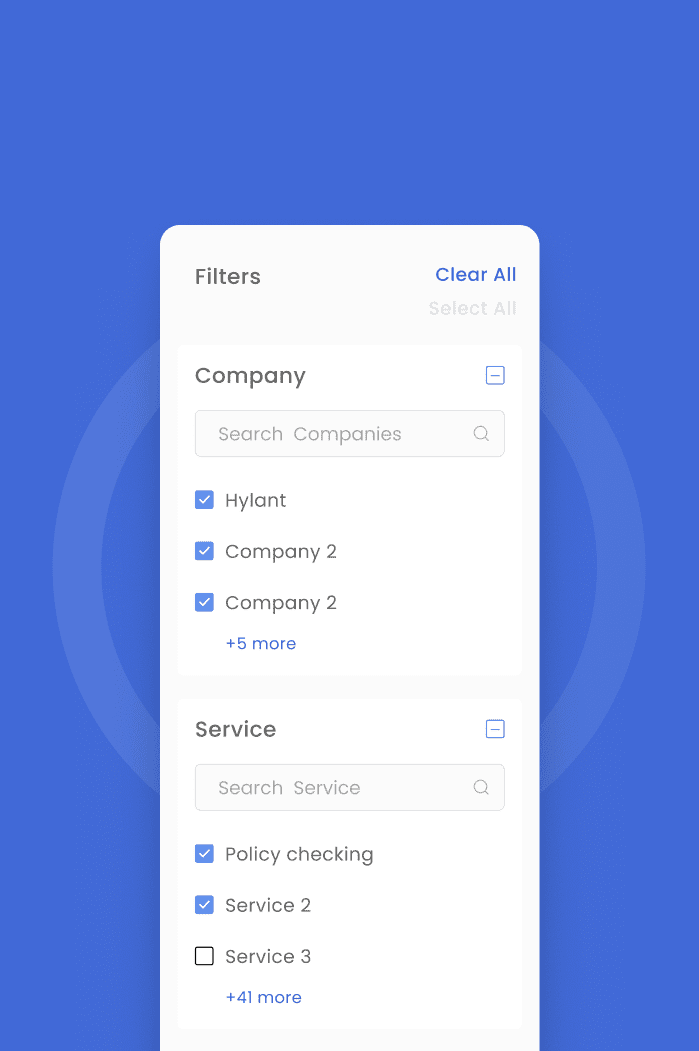 Filters
Clear All
Select All
Company
Search Companies
Hylant
Company 2
Company 2
+5 more
Service
Search Service
Policy checking
Service 2
Service 3
+41 more